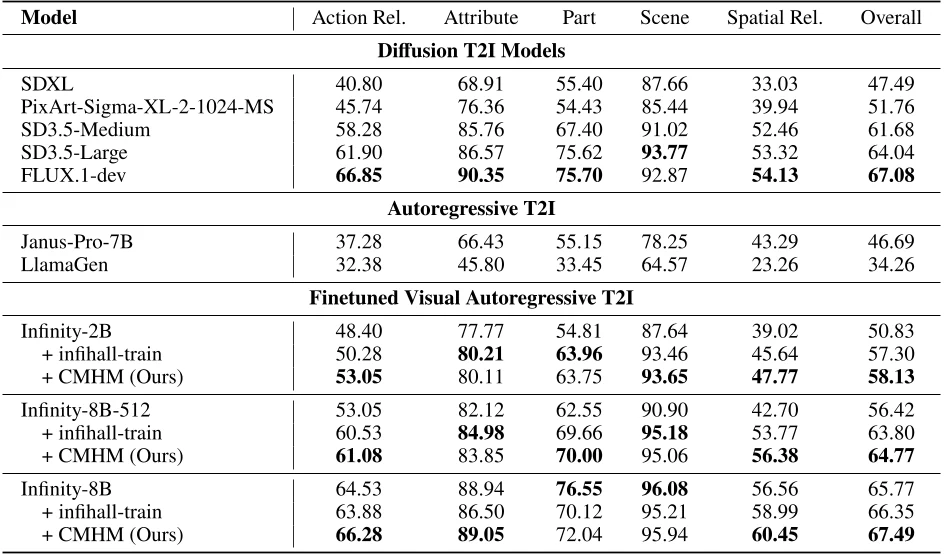 Model Action Rel. Attribute Part Scene Spatial Rel. Overall
Diffusion T2I Models
SDXL 40.80 68.91 55.40 87.66 33.03 47.49
PixArt-Sigma-XL-2-1024-MS 45.74 76.36 54.43 85.44 39.94 51.76
SD3.5-Medium 58.28 85.76 67.40 91.02 52.46 61.68
SD3.5-Large 61.90 86.57 75.62 93.77 53.32 64.04
FLUX.1-dev 66.85 90.35 75.70 92.87 54.13 67.08
Autoregressive T2I
Janus-Pro-7B 37.28 66.43 55.15 78.25 43.29 46.69
LlamaGen 32.38 45.80 33.45 64.57 23.26 34.26
Finetuned Visual Autoregressive T2I
Infinity-2B 48.40 77.77 54.81 87.64 39.02 50.83
+ infihall-train 50.28 80.21 63.96 93.46 45.64 57.30
+ CMHM (Ours) 53.05 80.11 63.75 93.65 47.77 58.13
Infinity-8B-512 53.05 82.12 62.55 90.90 42.70 56.42
+ infihall-train 60.53 84.98 69.66 95.18 53.77 63.80
+ CMHM (Ours) 61.08 83.85 70.00 95.06 56.38 64.77
Infinity-8B 64.53 88.94 76.55 96.08 56.56 65.77
+ infihall-train 63.88 86.50 70.12 95.21 58.99 66.35
+ CMHM (Ours) 66.28 89.05 72.04 95.94 60.45 67.49